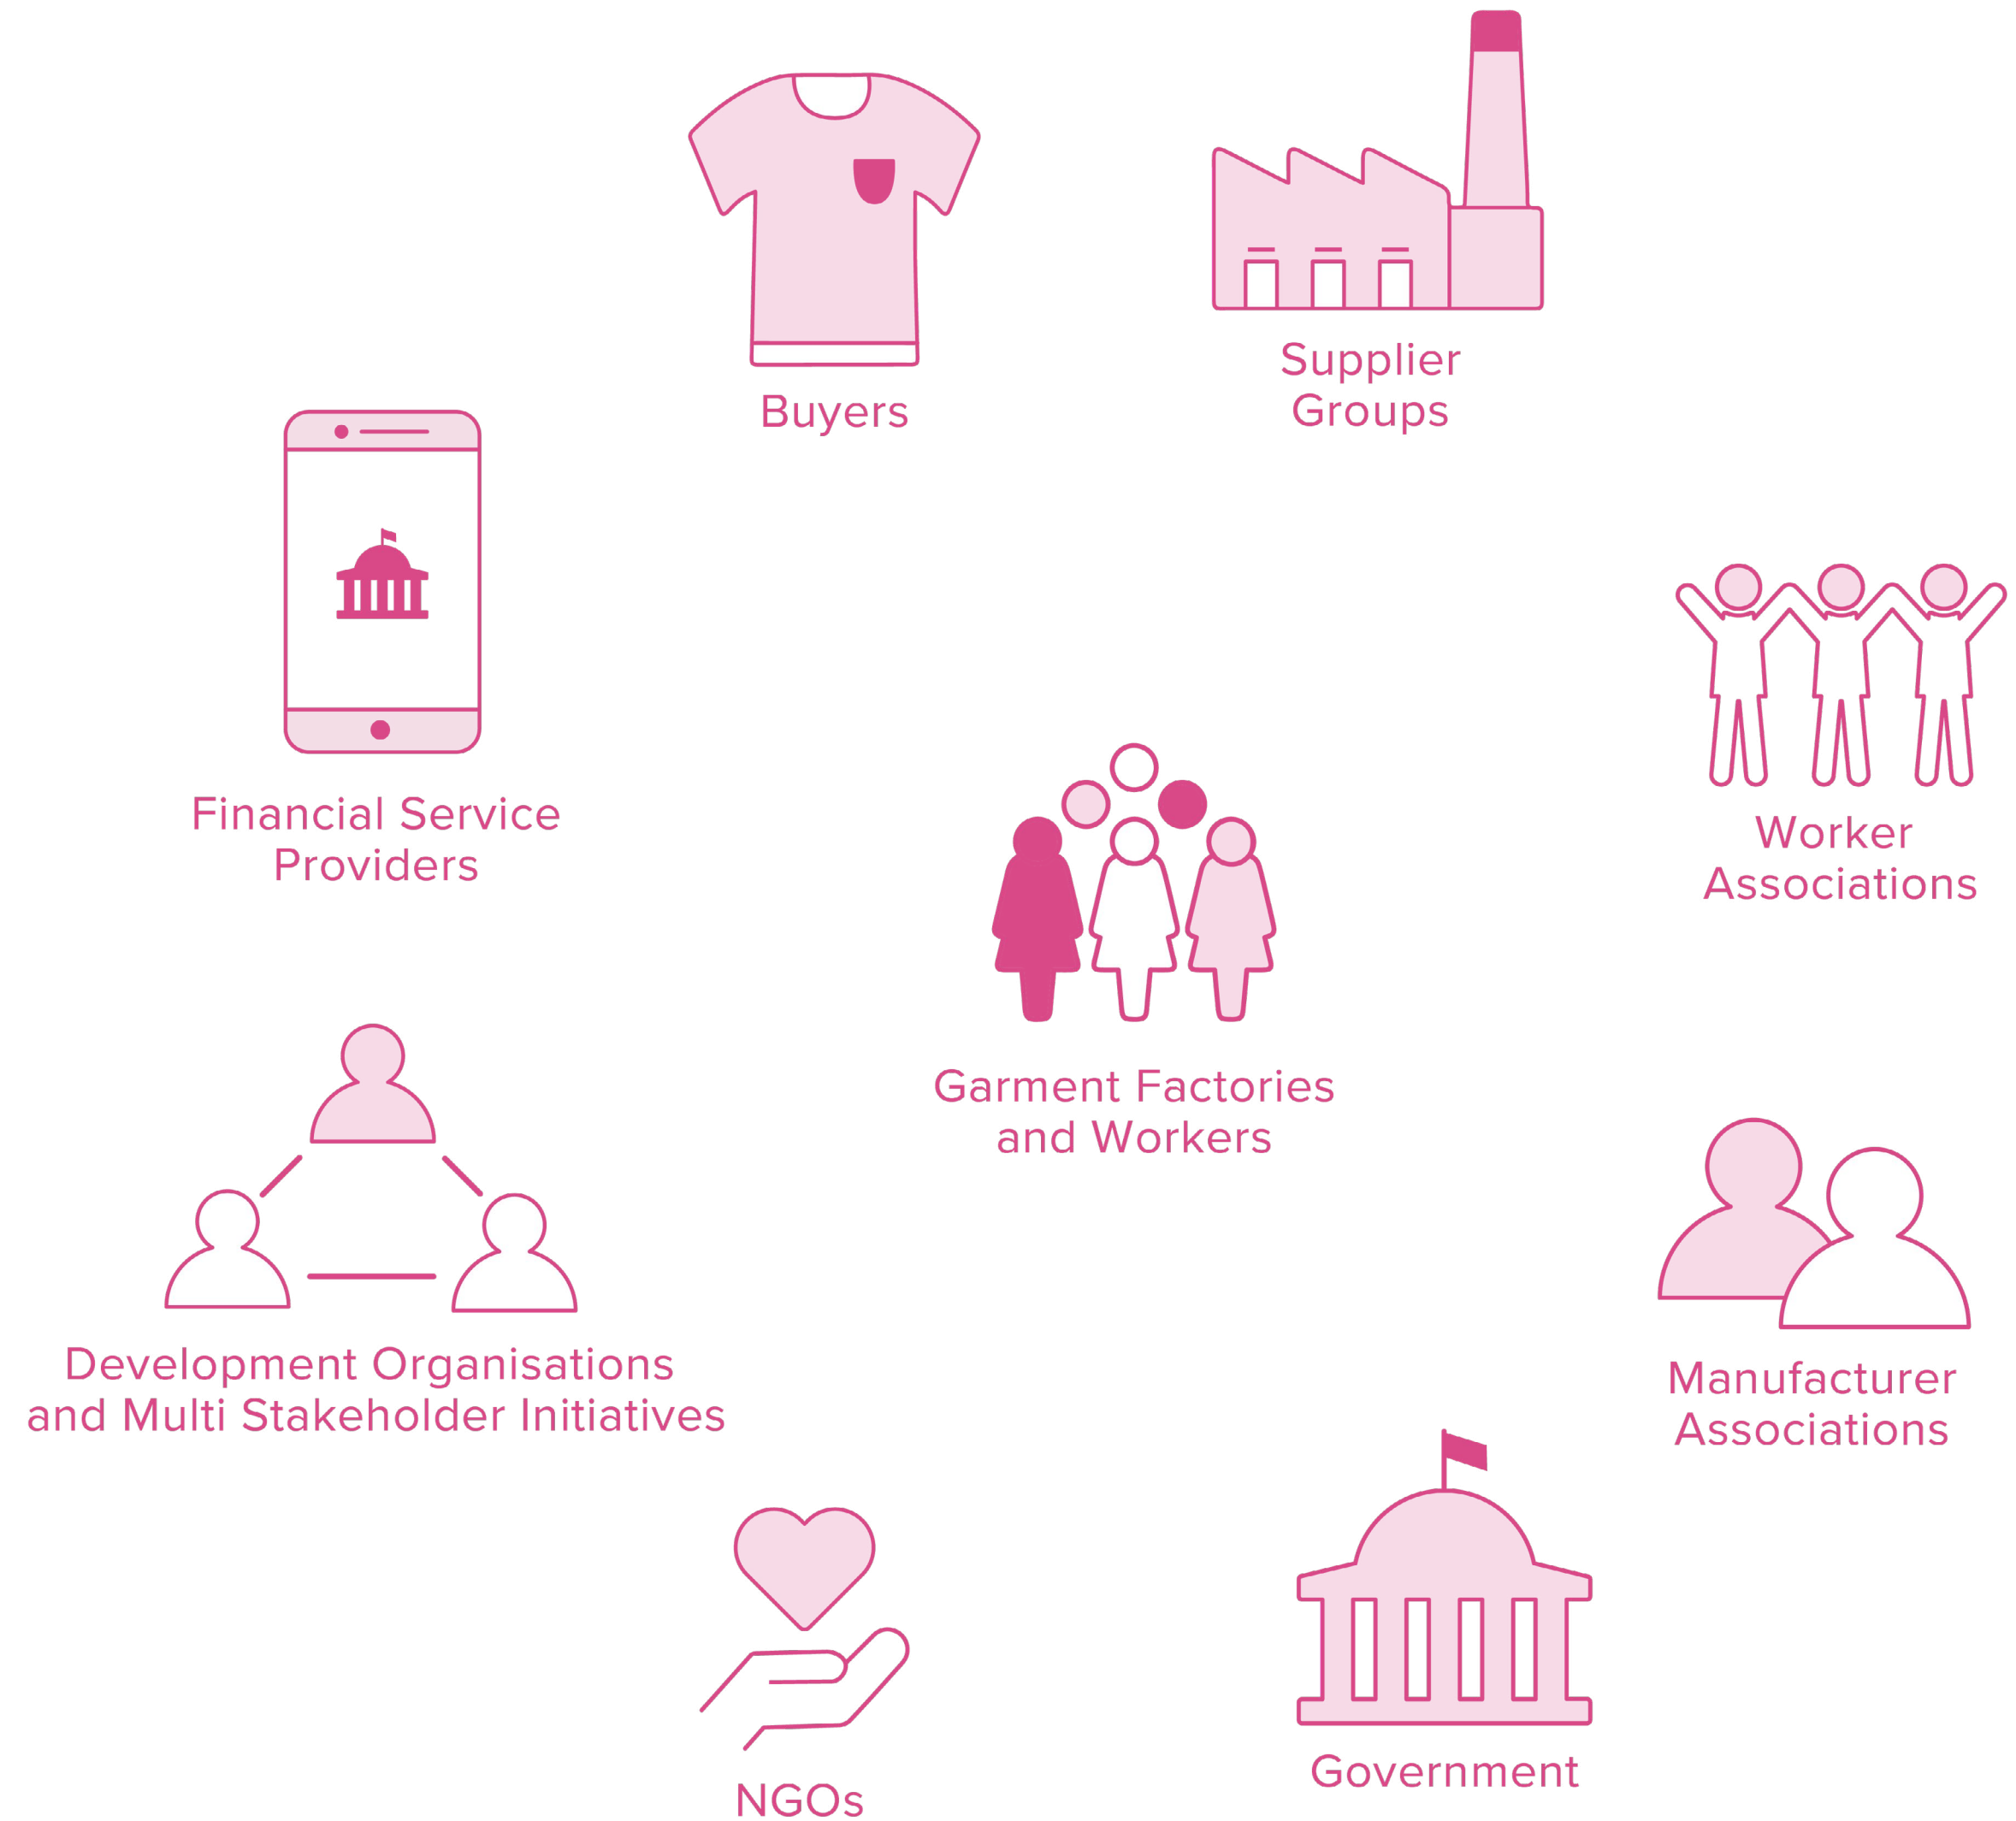 Buyers
Supplier
Groups
Financial Service
Providers
Worker
Associations
Garment Factories
and Workers
Development Organisations
and Multi Stakeholder Initiatives
Manufacturer
Associations
NGOs
Government